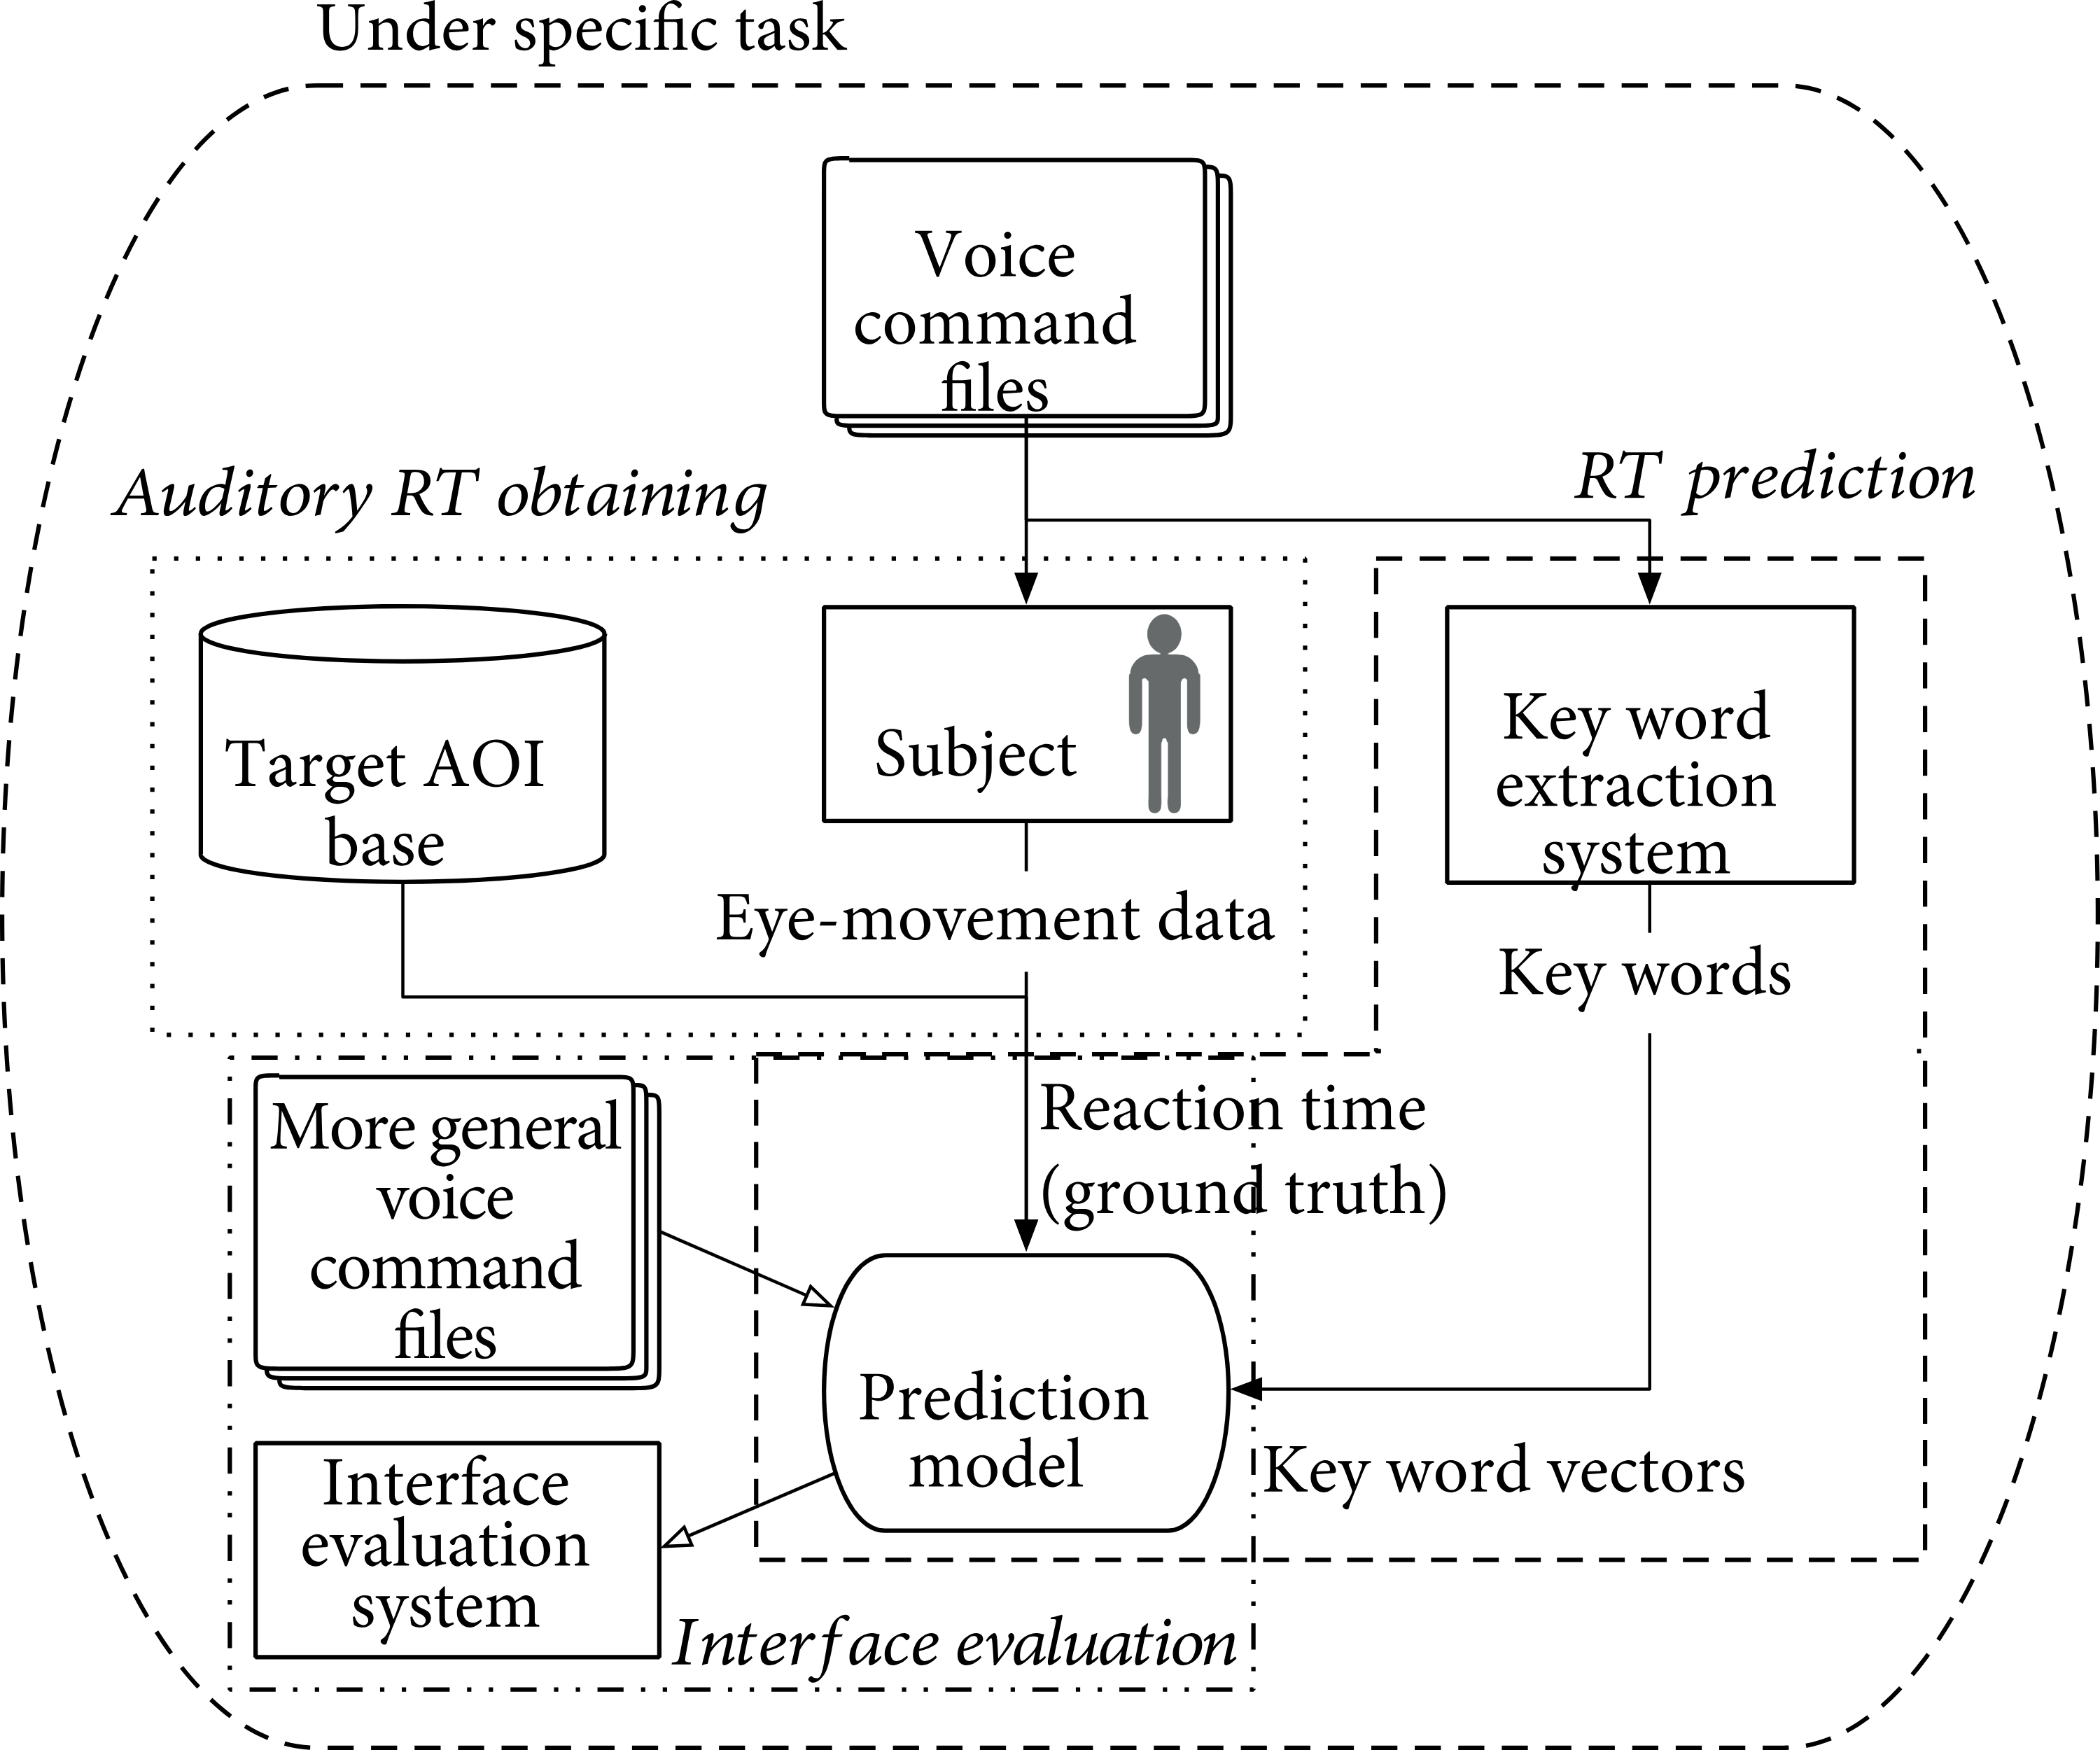 Under specific task
Voice
command
files
Auditory RT obtaining
RT prediction
Target AOI
base
Subject
Key word
extraction
system
Eye-movement data
Key words
More general
voice
command
files
Reaction time
(ground truth)
Prediction
model
Key word vectors
Interface
evaluation
system
Interface evaluation